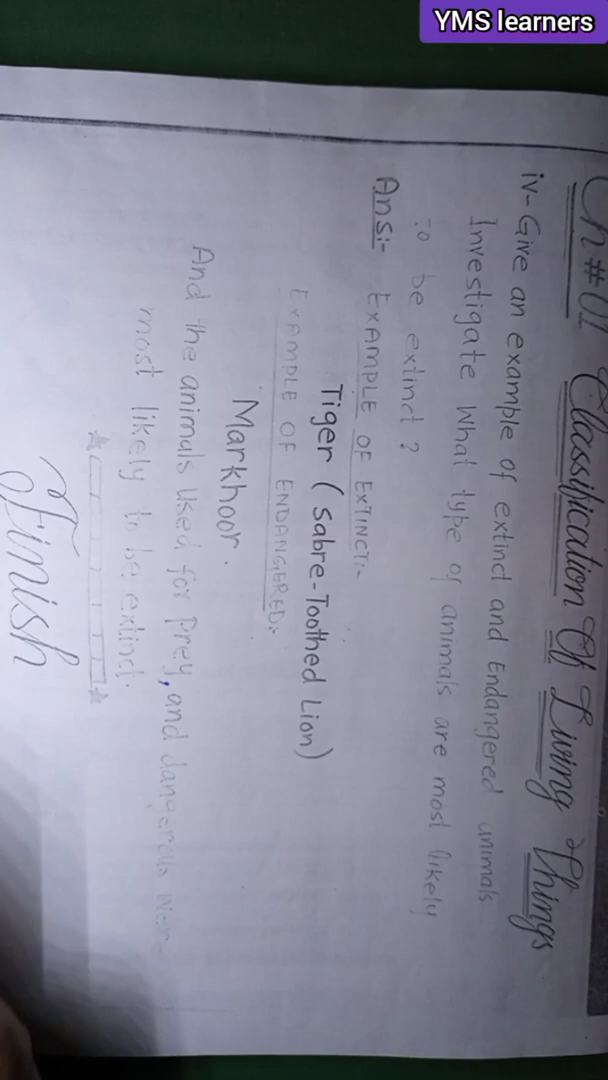 YMS learners
Ch # 01 Classification Of Living Things
iv- Give an example of extinct and Endangered animals
Investigate What type of animals are most likely
To be extinct ?
Ans:- EXAMPLE OF EXTINCT:-
Tiger ( Sabre-Toothed Lion)
EXAMPLE OF ENDANGERED:-
Markhoor.
And the animals used for prey, and dangerous were
most likely to be extinct.
Finish